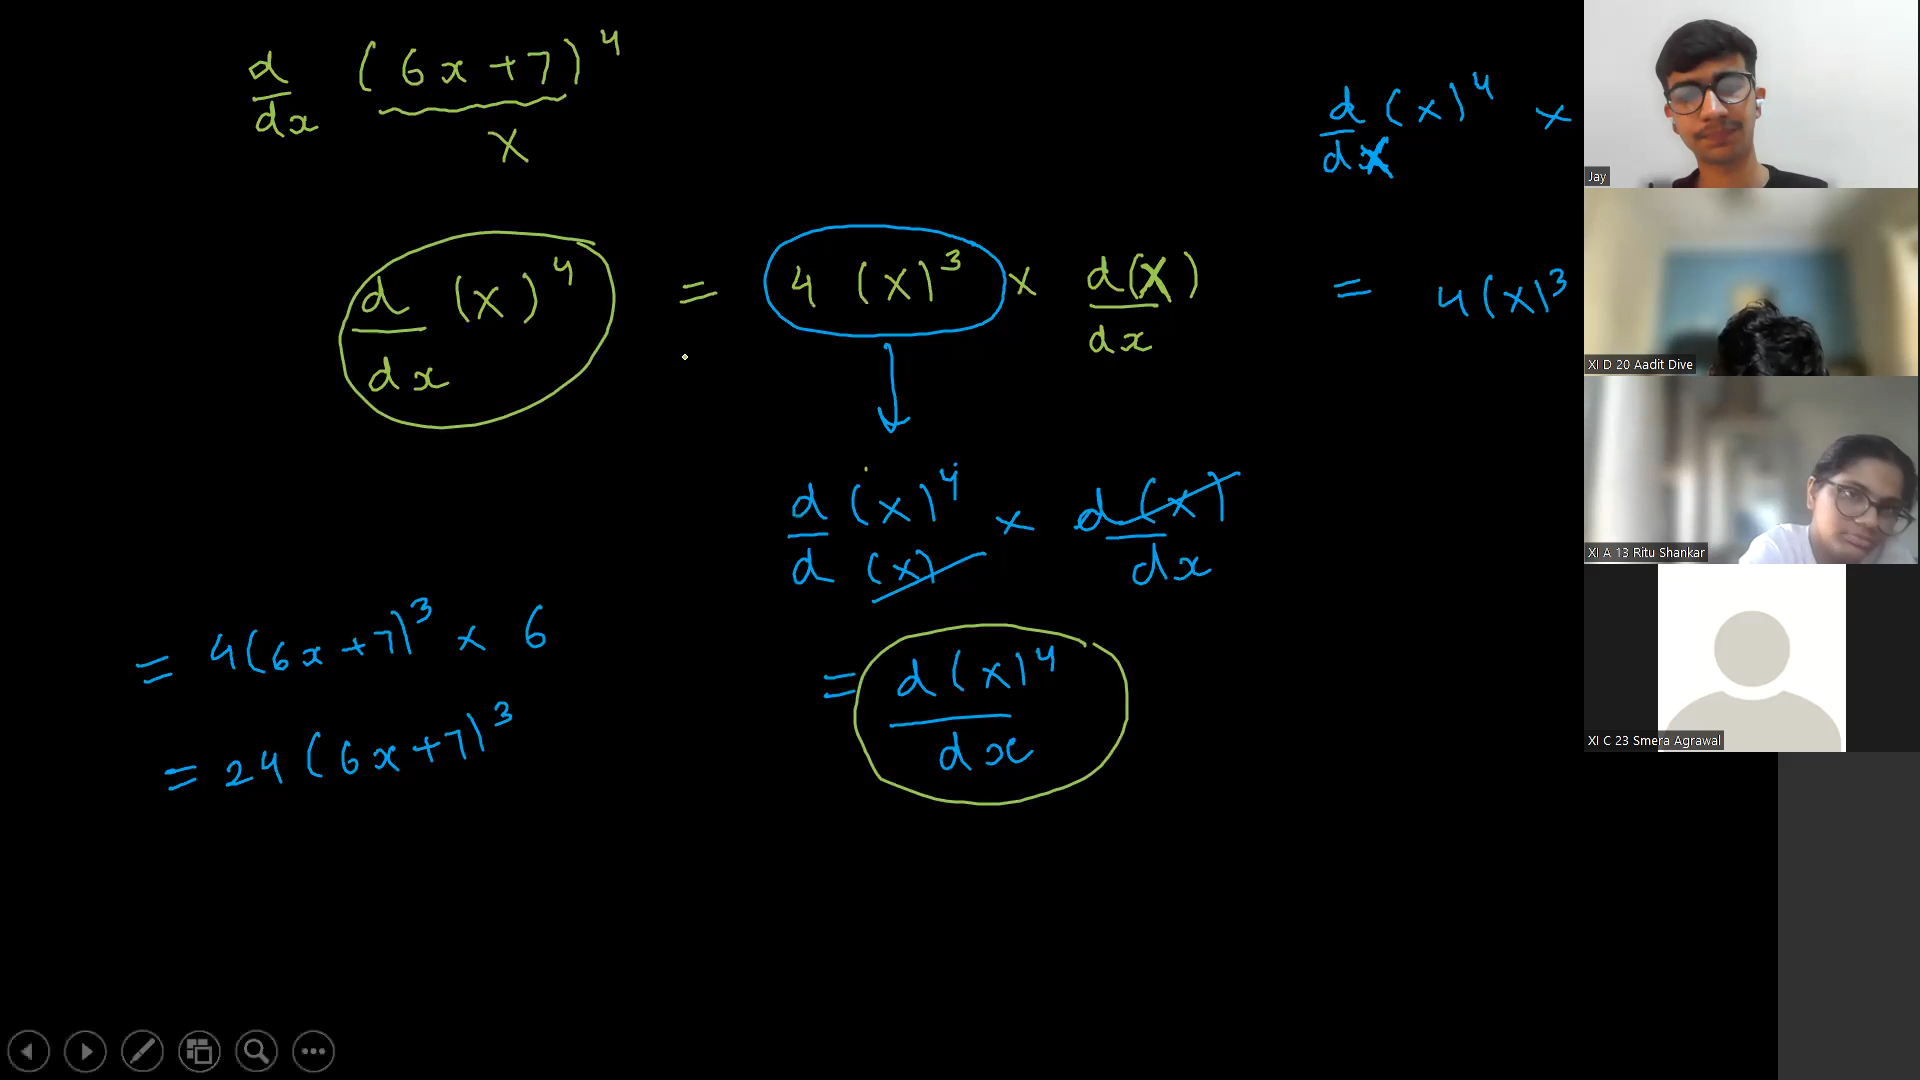 d/dx (6x+7)^4
X
d/dx (X)^4 = 4 (X)^3 × d(X)/dx
d/dX (X)^4 ×
= 4(X)^3
d/d(X) (X)^4 × d(X)/dx
= d(X)^4/dx
= 4(6x+7)^3 × 6
= 24(6x+7)^3
Jay
XI D 20 Aadit Dive
XI A 13 Ritu Shankar
XI C 23 Smera Agrawal